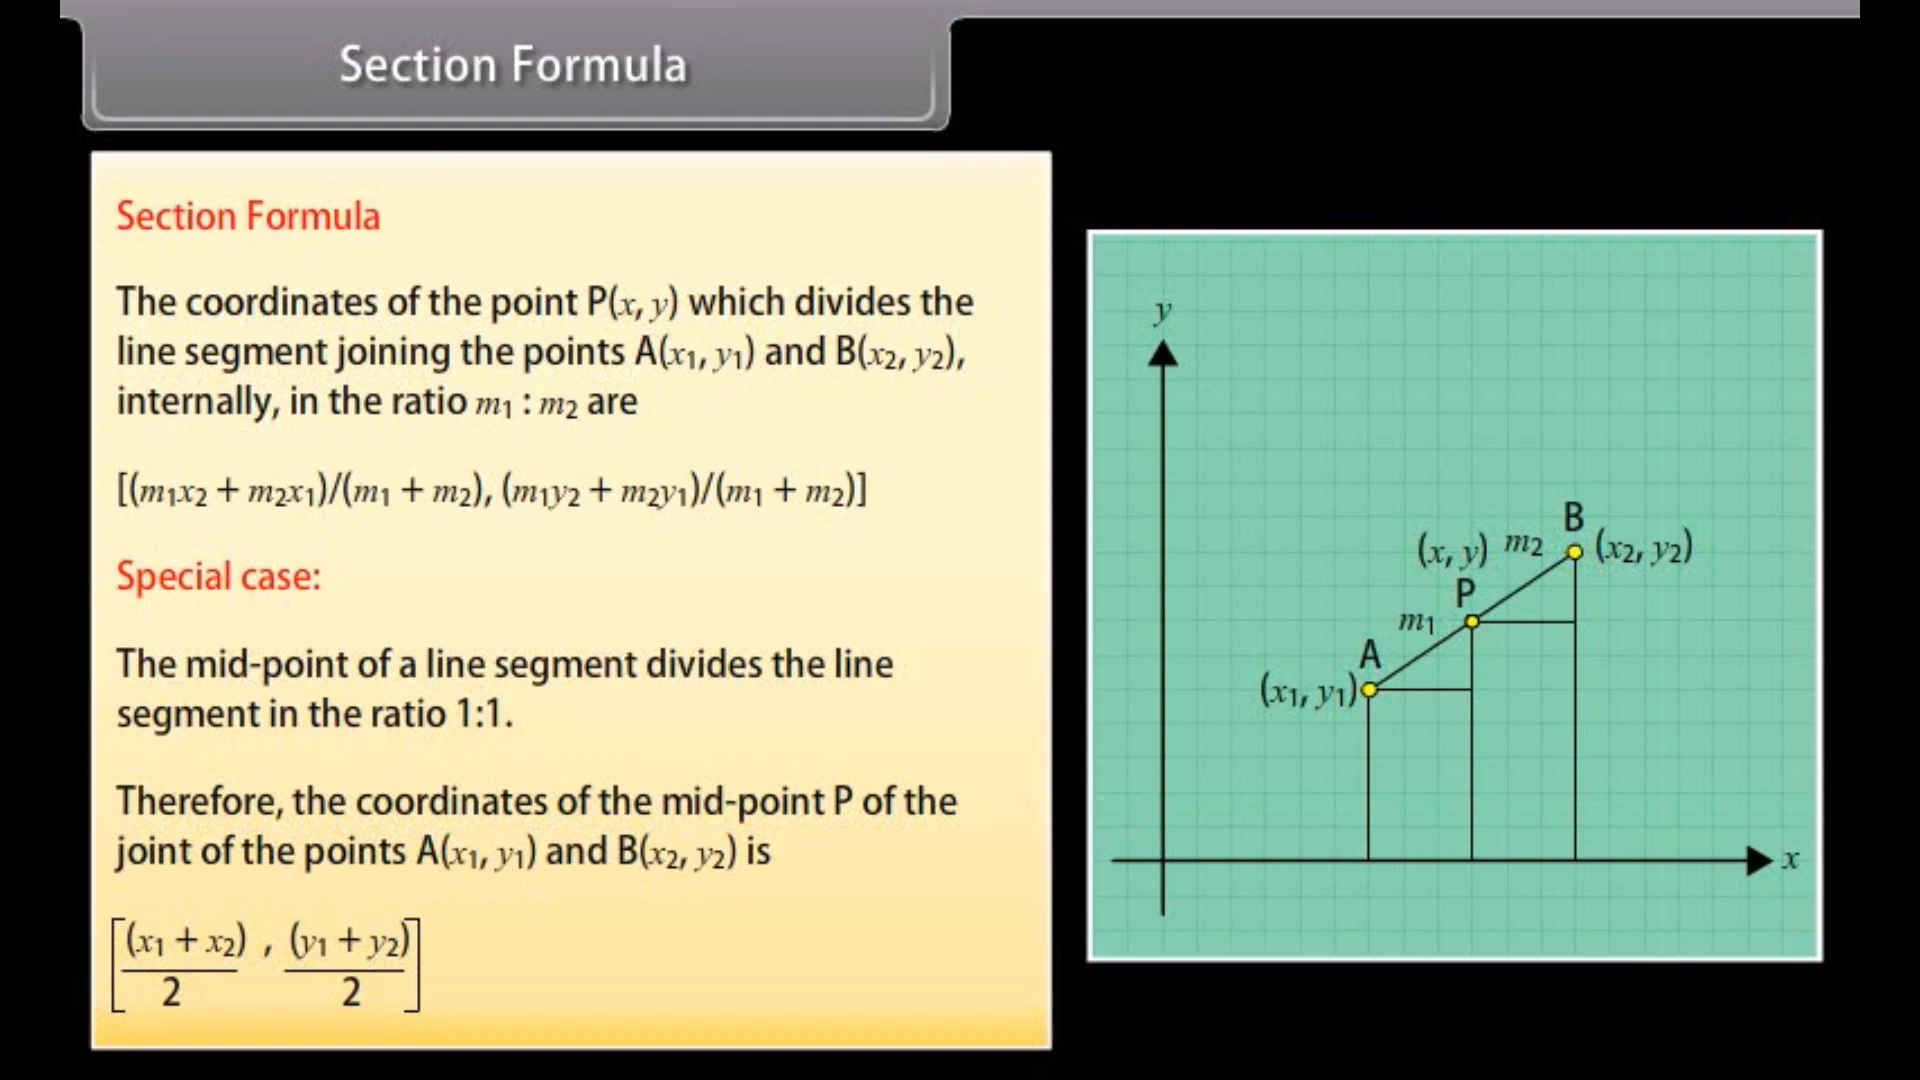 Section Formula
Section Formula
The coordinates of the point P(x, y) which divides the
line segment joining the points A(x₁, y₁) and B(x₂, y₂),
internally, in the ratio m₁ : m₂ are
[(m₁x₂ + m₂x₁)/(m₁ + m₂), (m₁y₂ + m₂y₁)/(m₁ + m₂)]
Special case:
The mid-point of a line segment divides the line
segment in the ratio 1:1.
Therefore, the coordinates of the mid-point P of the
joint of the points A(x₁, y₁) and B(x₂, y₂) is
[(x₁ + x₂) , (y₁ + y₂)]
2 2
y
B
(x, y) m₂ (x₂, y₂)
P
m₁
A
(x₁, y₁)
x